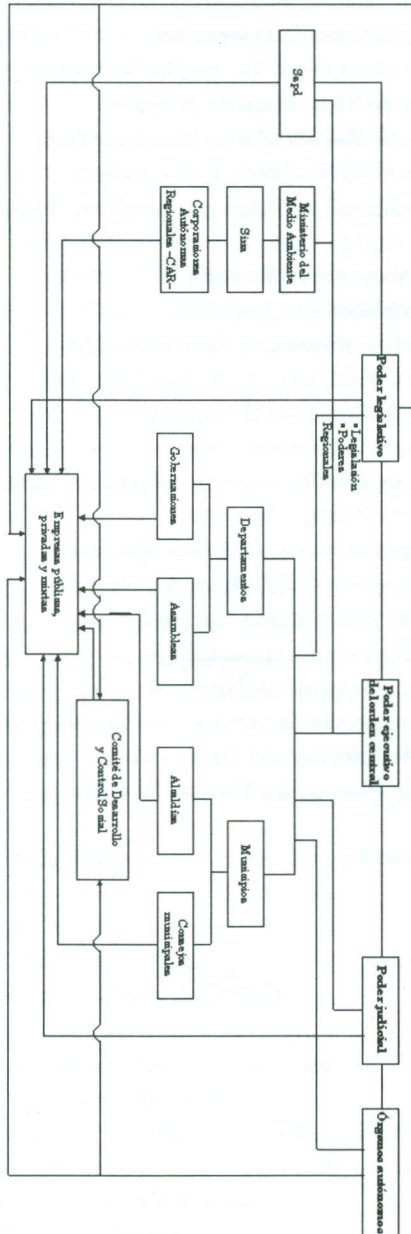 Poder legislativo
Poder ejecutivo
del orden central
Poder judicial
Órganos autónomos
* Legislación
* Poderes
Regionales
Sspd
Ministerio del
Medio Ambiente
Departamentos
Municipios
Sina
Corporaciones
Autónomas
Regionales -CAR-
Gobernaciones
Asambleas
Alcaldías
Concejos
municipales
Comité de Desarrollo
y Control Social
Empresas públicas,
privadas y mixtas